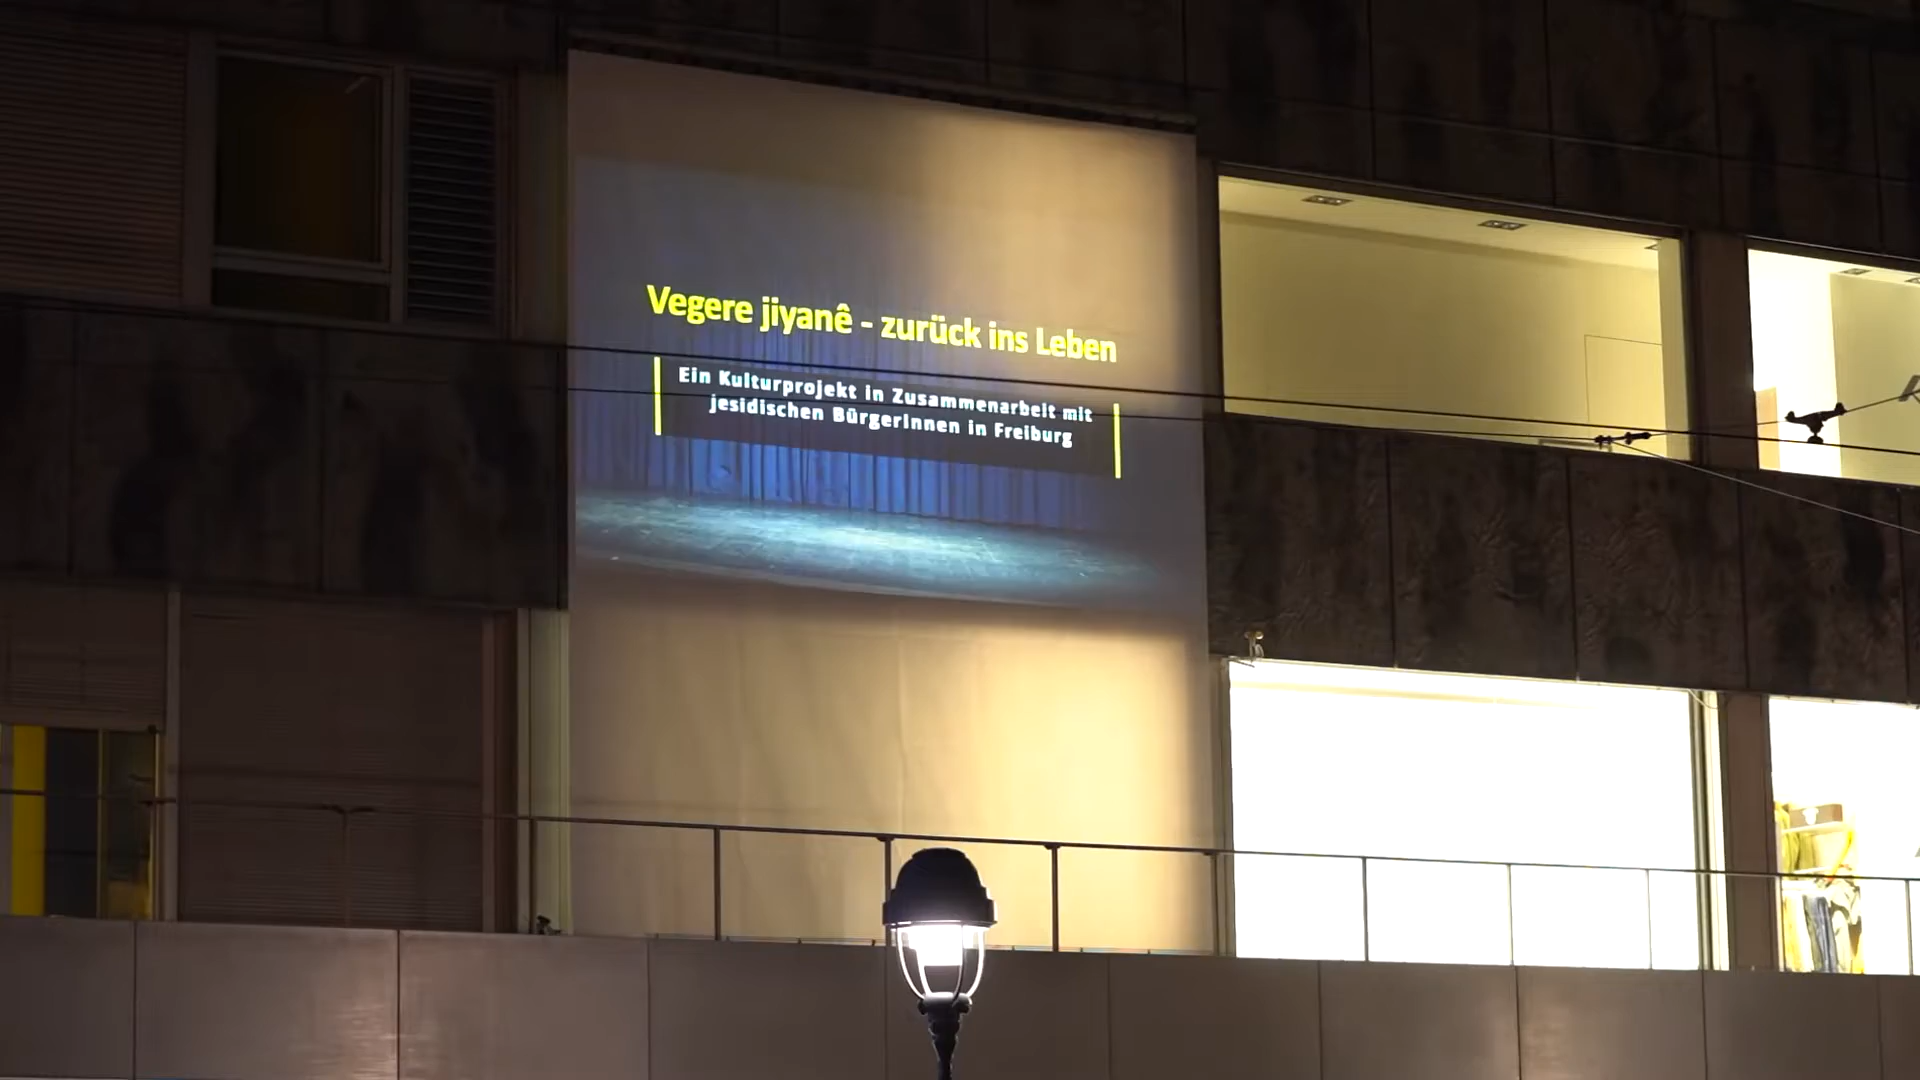 Vegere jiyanê - zurück ins Leben
Ein Kulturprojekt in Zusammenarbeit mit
jesidischen BürgerInnen in Freiburg